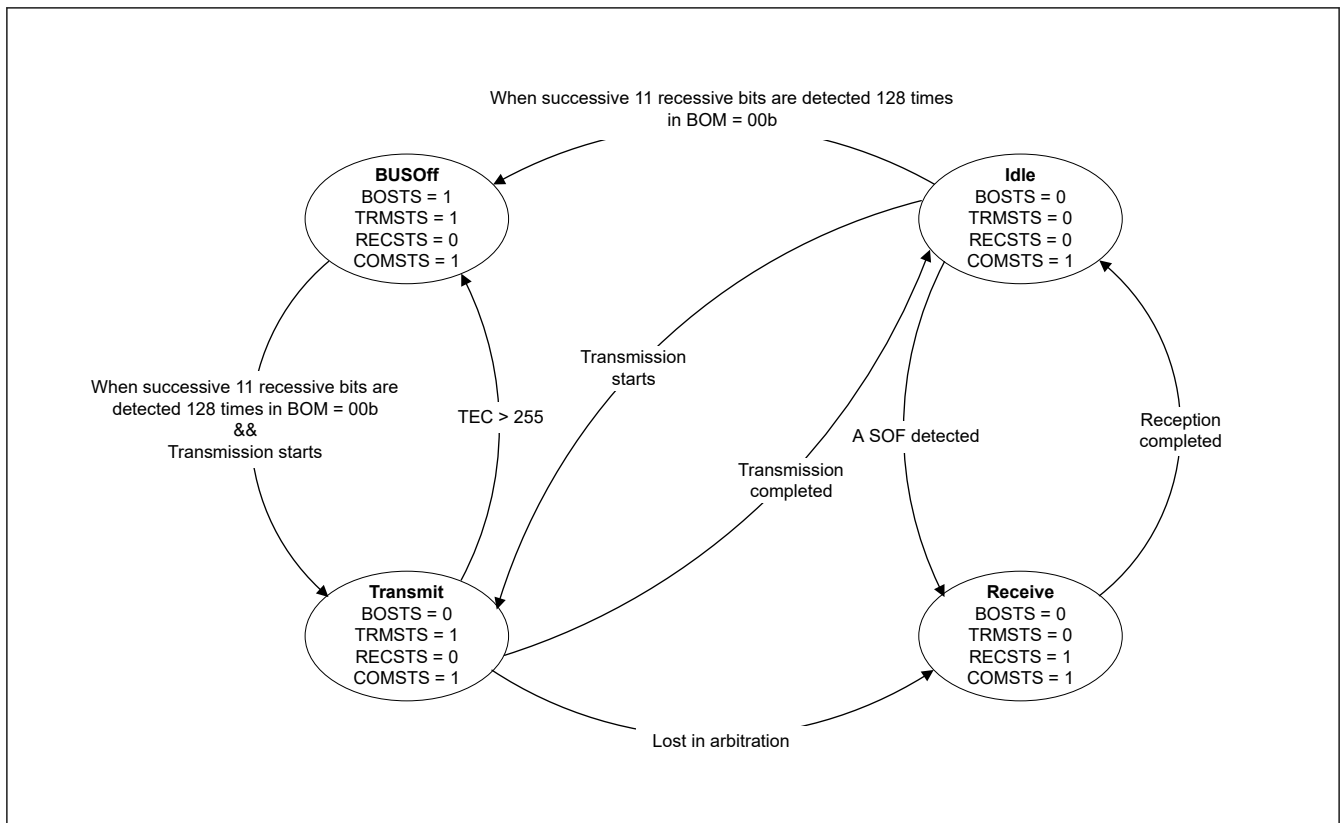 When successive 11 recessive bits are detected 128 times
in BOM = 00b
BUSOff
BOSTS = 1
TRMSTS = 1
RECSTS = 0
COMSTS = 1
Idle
BOSTS = 0
TRMSTS = 0
RECSTS = 0
COMSTS = 1
When successive 11 recessive bits are
detected 128 times in BOM = 00b
&&
Transmission starts
TEC > 255
Transmission
starts
Transmission
completed
A SOF detected
Reception
completed
Transmit
BOSTS = 0
TRMSTS = 1
RECSTS = 0
COMSTS = 1
Receive
BOSTS = 0
TRMSTS = 0
RECSTS = 1
COMSTS = 1
Lost in arbitration